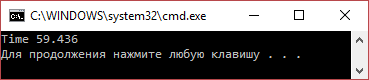 C:\WINDOWS\system32\cmd.exe
Time 59.436
Для продолжения нажмите любую клавишу . . .